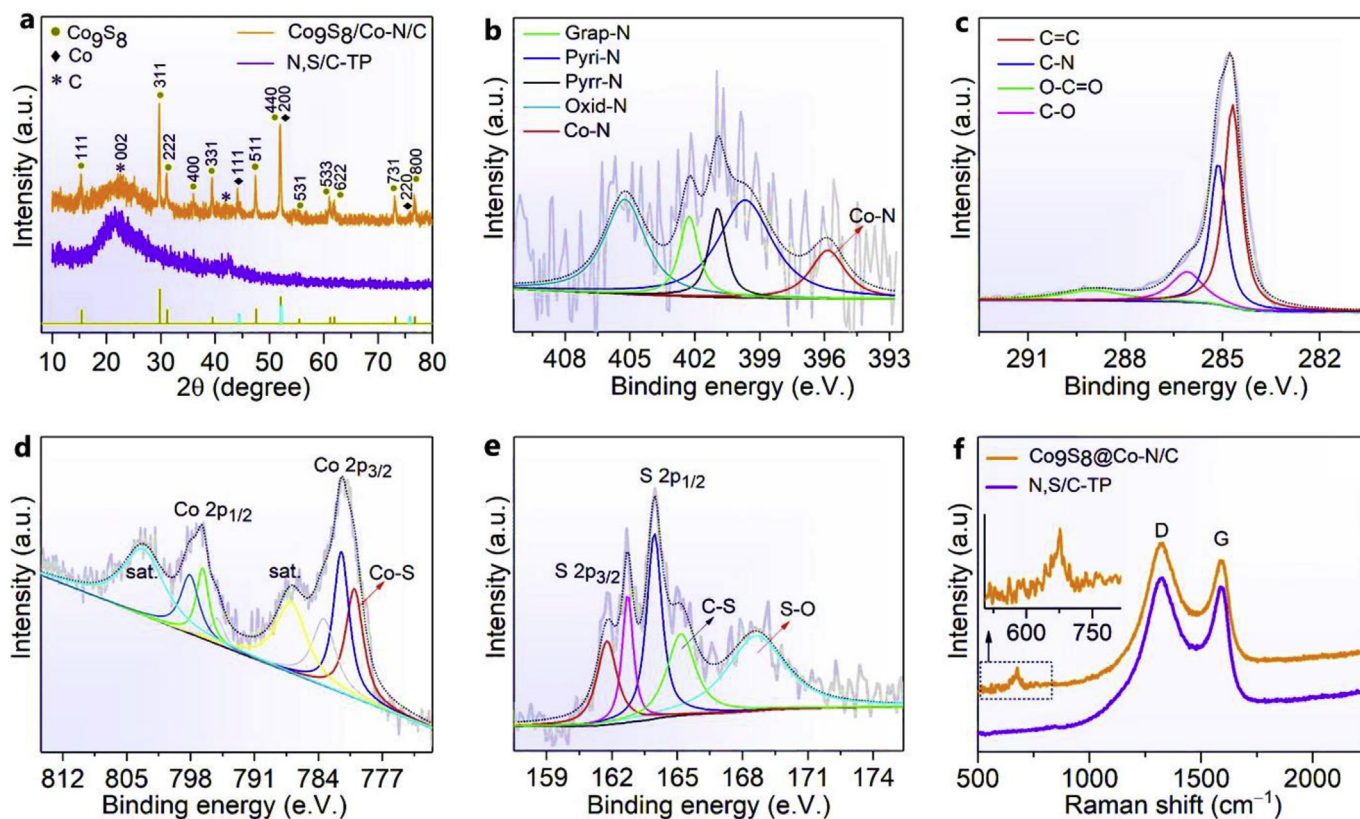 a
Co9S8
Co
C
Co9S8/Co-N/C
N,S/C-TP
111
002
311
222
400
331
111
511
440
200
531
533
622
731
220
800
Intensity (a.u.)
10 20 30 40 50 60 70 80
2θ (degree)
b
Grap-N
Pyri-N
Pyrr-N
Oxid-N
Co-N
Co-N
Intensity (a.u.)
408 405 402 399 396 393
Binding energy (e.V.)
c
C=C
C-N
O-C=O
C-O
Intensity (a.u.)
291 288 285 282
Binding energy (e.V.)
d
Co 2p3/2
Co 2p1/2
sat.
sat.
Co-S
Intensity (a.u.)
812 805 798 791 784 777
Binding energy (e.V.)
e
S 2p1/2
S 2p3/2
C-S
S-O
Intensity (a.u.)
159 162 165 168 171 174
Binding energy (e.V.)
f
Co9S8@Co-N/C
N,S/C-TP
D
G
600 750
Intensity (a.u)
500 1000 1500 2000
Raman shift (cm−1)